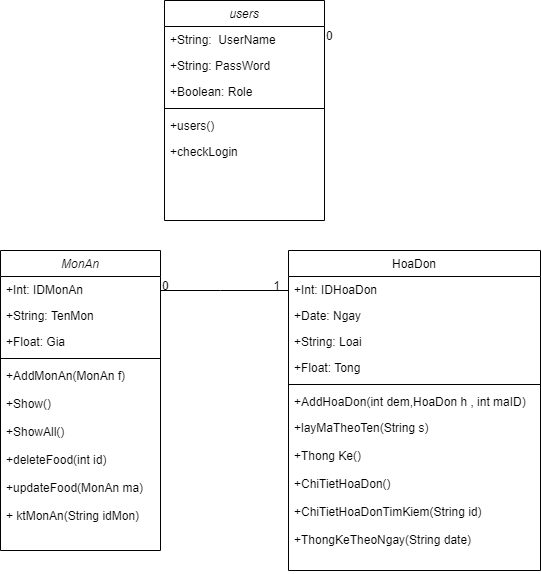 users
+String:  UserName
0
+String: PassWord
+Boolean: Role
+users()
+checkLogin
MonAn
+Int: IDMonAn
+String: TenMon
+Float: Gia
+AddMonAn(MonAn f)
+Show()
+ShowAll()
+deleteFood(int id)
+updateFood(MonAn ma)
+ ktMonAn(String idMon)
0
1
HoaDon
+Int: IDHoaDon
+Date: Ngay
+String: Loai
+Float: Tong
+AddHoaDon(int dem,HoaDon h , int maID)
+layMaTheoTen(String s)
+Thong Ke()
+ChiTietHoaDon()
+ChiTietHoaDonTimKiem(String id)
+ThongKeTheoNgay(String date)